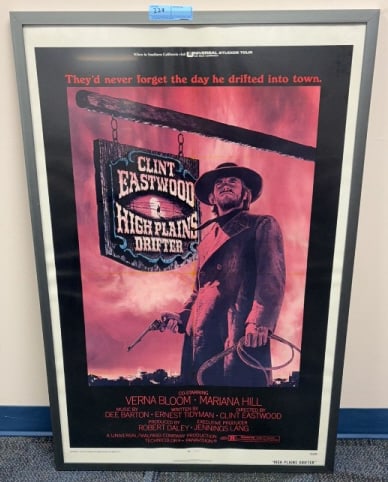 224
When in Southern California visit UNIVERSAL STUDIOS TOUR
They'd never forget the day he drifted into town.
CLINT
EASTWOOD
HIGH PLAINS
DRIFTER
CO-STARRING
VERNA BLOOM · MARIANA HILL
MUSIC BY WRITTEN BY DIRECTED BY
DEE BARTON · ERNEST TIDYMAN · CLINT EASTWOOD
PRODUCED BY EXECUTIVE PRODUCER
ROBERT DALEY · JENNINGS LANG
A UNIVERSAL/MALPASO COMPANY PRODUCTION
TECHNICOLOR® · PANAVISION® R
"HIGH PLAINS DRIFTER"